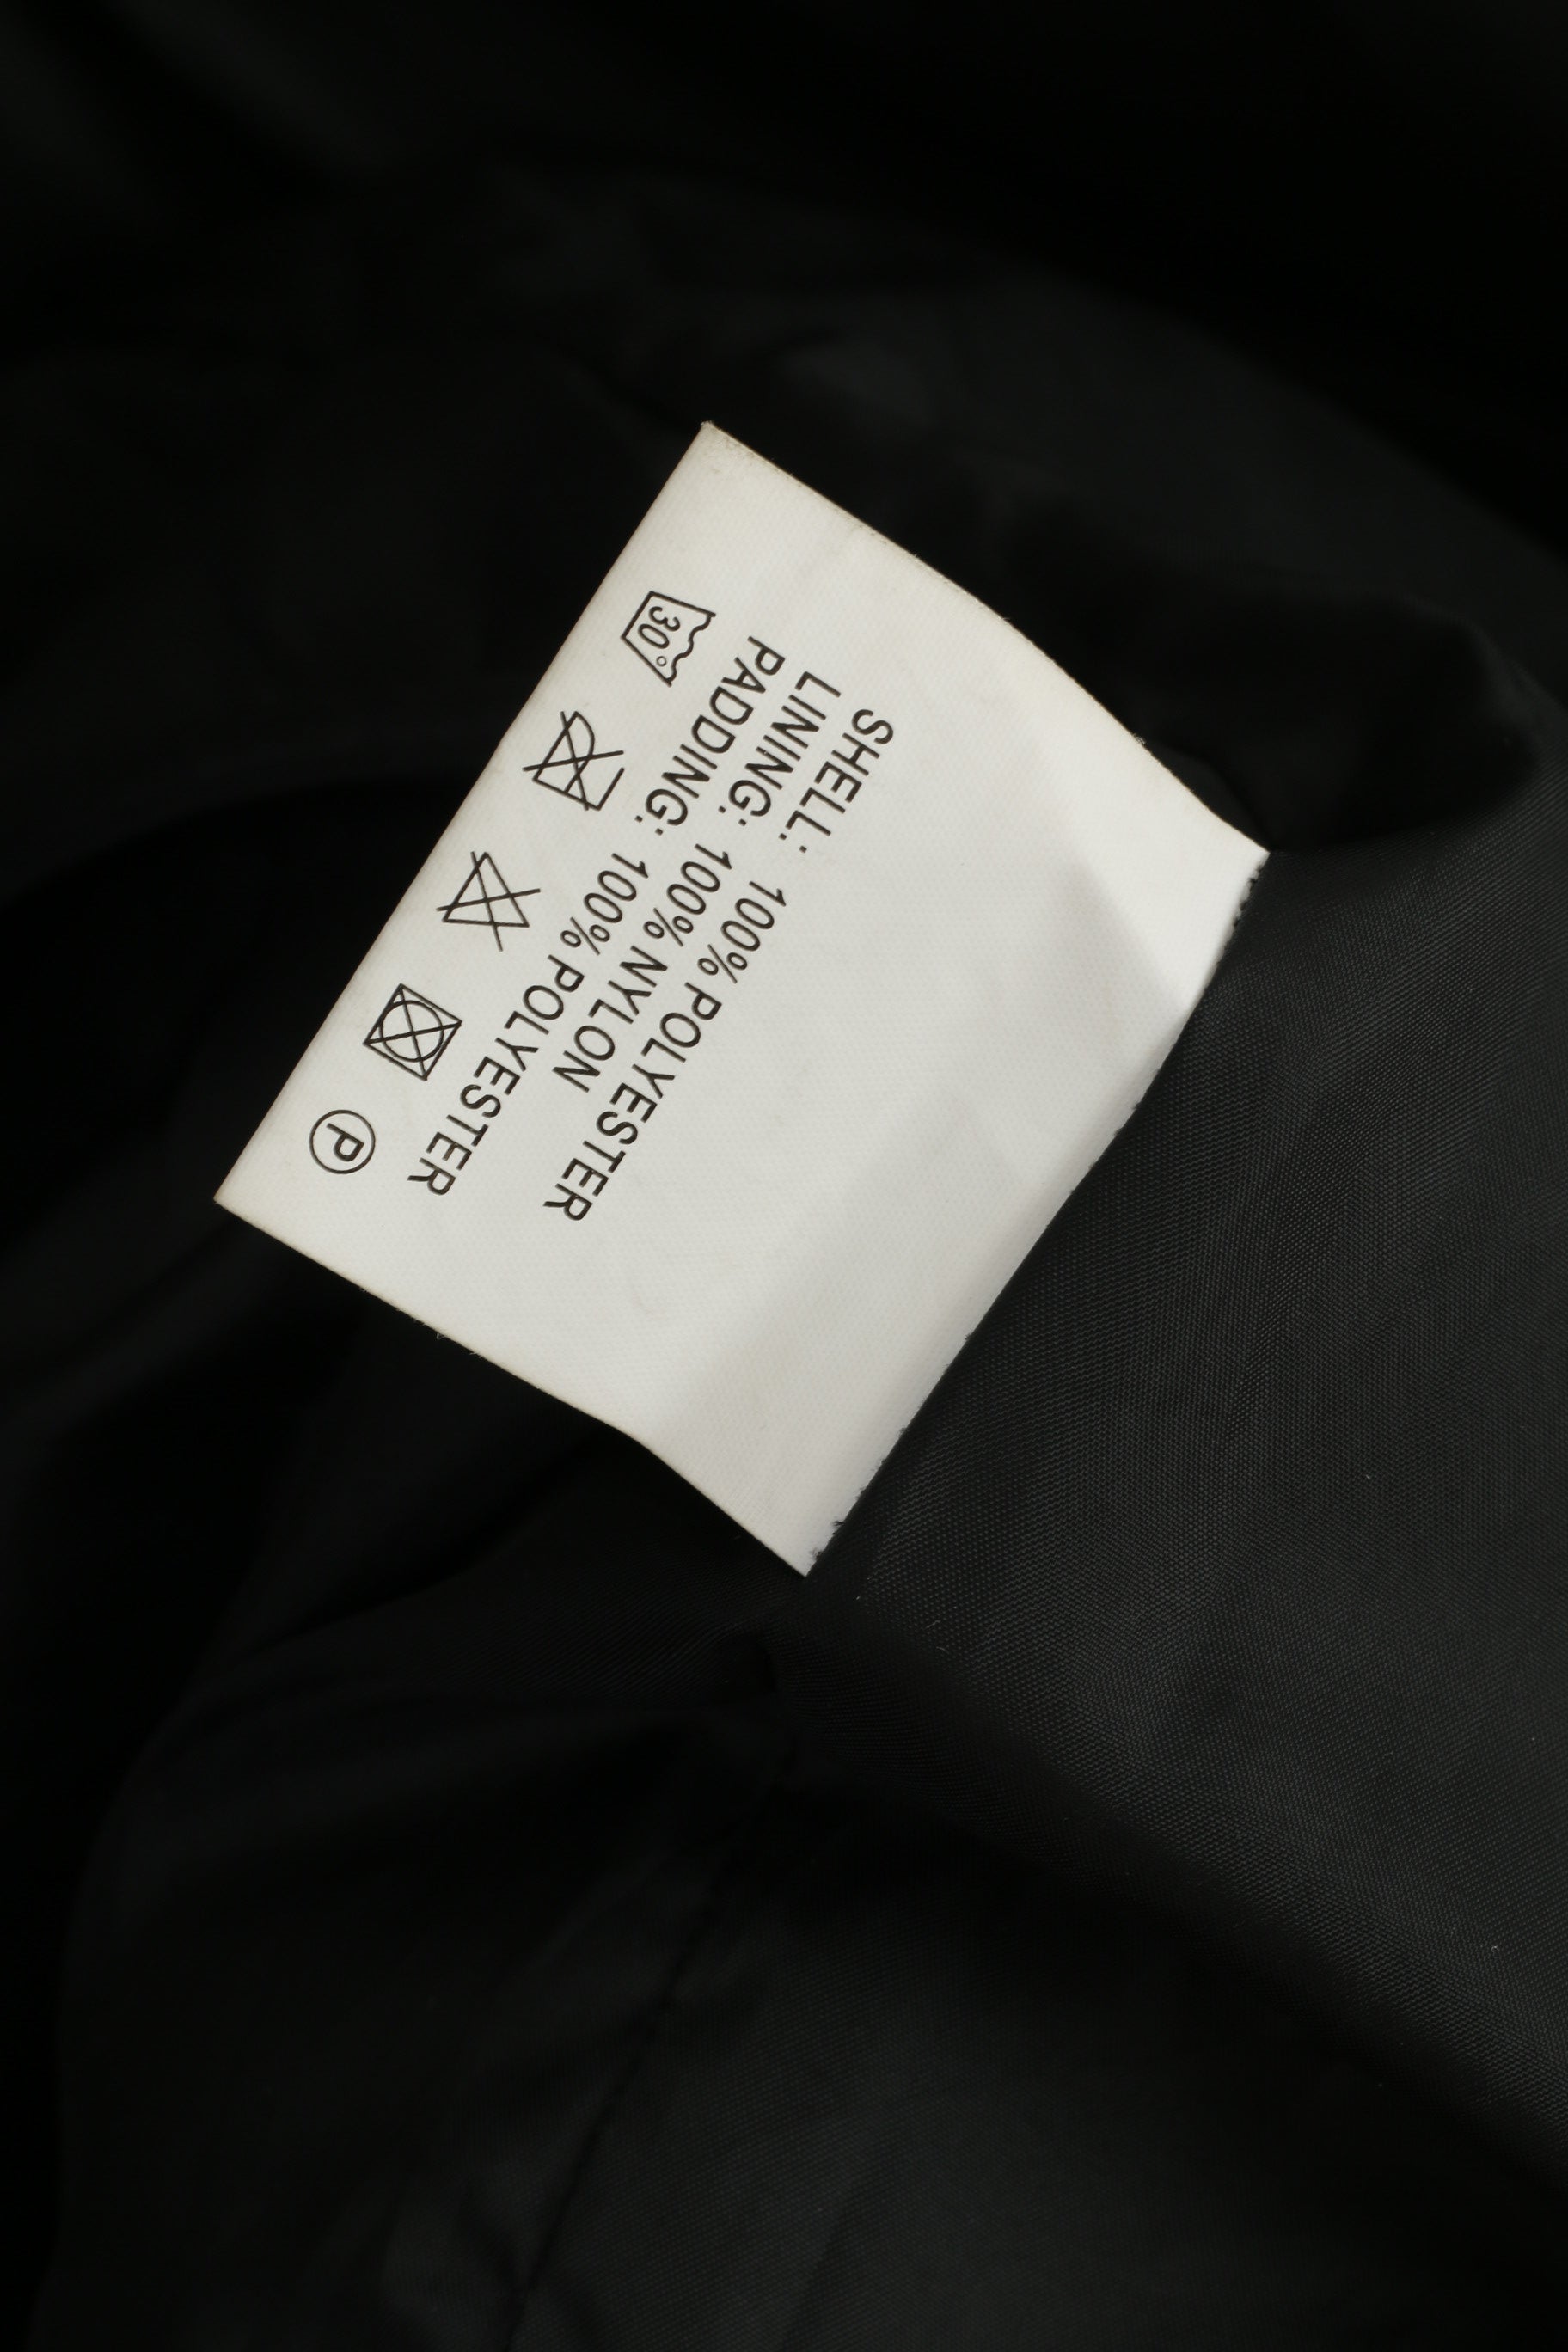 SHELL: 100% POLYESTER
LINING: 100% NYLON
PADDING: 100% POLYESTER
30° P